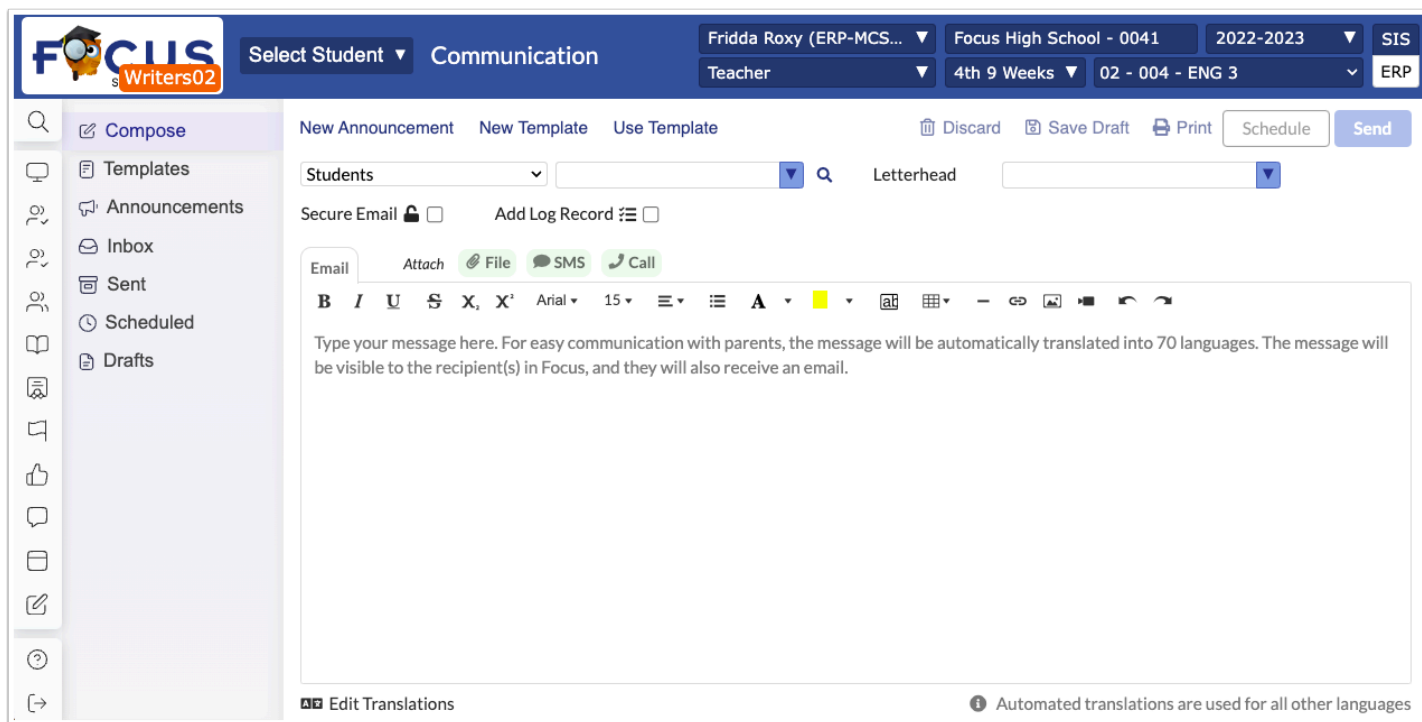 FOCUS
Writers02
Select Student ▼
Communication
Fridda Roxy (ERP-MCS... ▼
Focus High School - 0041
2022-2023 ▼
SIS
Teacher ▼
4th 9 Weeks ▼
02 - 004 - ENG 3
ERP
Compose
Templates
Announcements
Inbox
Sent
Scheduled
Drafts
New Announcement New Template Use Template
Discard Save Draft Print Schedule Send
Students
Letterhead
Secure Email Add Log Record
Email Attach File SMS Call
B I U S X₂ X² Arial 15 A ab
Type your message here. For easy communication with parents, the message will be automatically translated into 70 languages. The message will
be visible to the recipient(s) in Focus, and they will also receive an email.
Edit Translations
Automated translations are used for all other languages